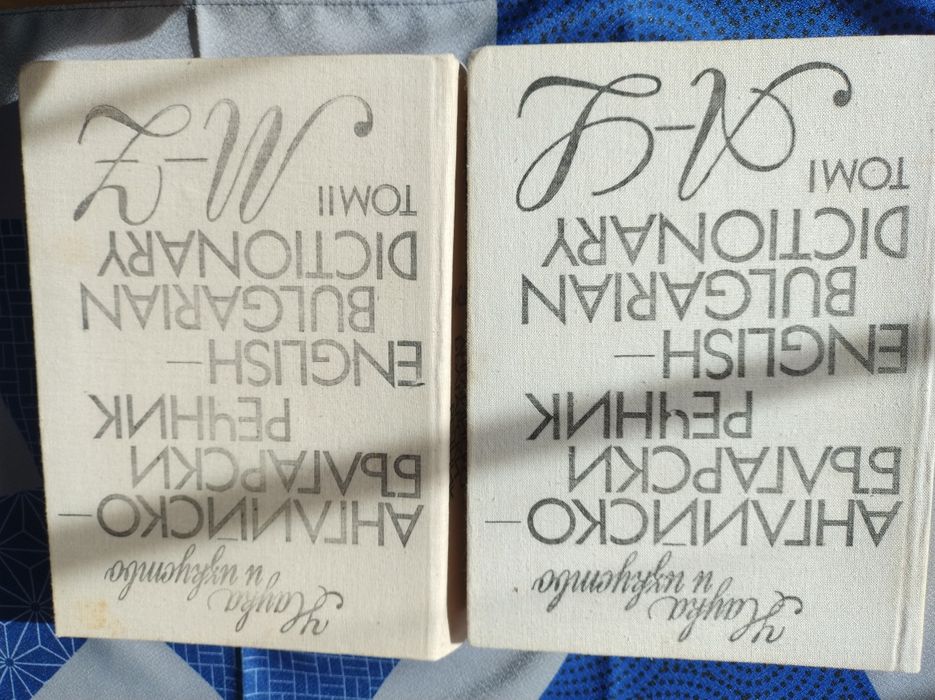 Наука
и изкуство
АНГЛИЙСКО–
БЪЛГАРСКИ
РЕЧНИК
ENGLISH–
BULGARIAN
DICTIONARY
ТОМ I A–L
Наука
и изкуство
АНГЛИЙСКО–
БЪЛГАРСКИ
РЕЧНИК
ENGLISH–
BULGARIAN
DICTIONARY
ТОМ II M–Z